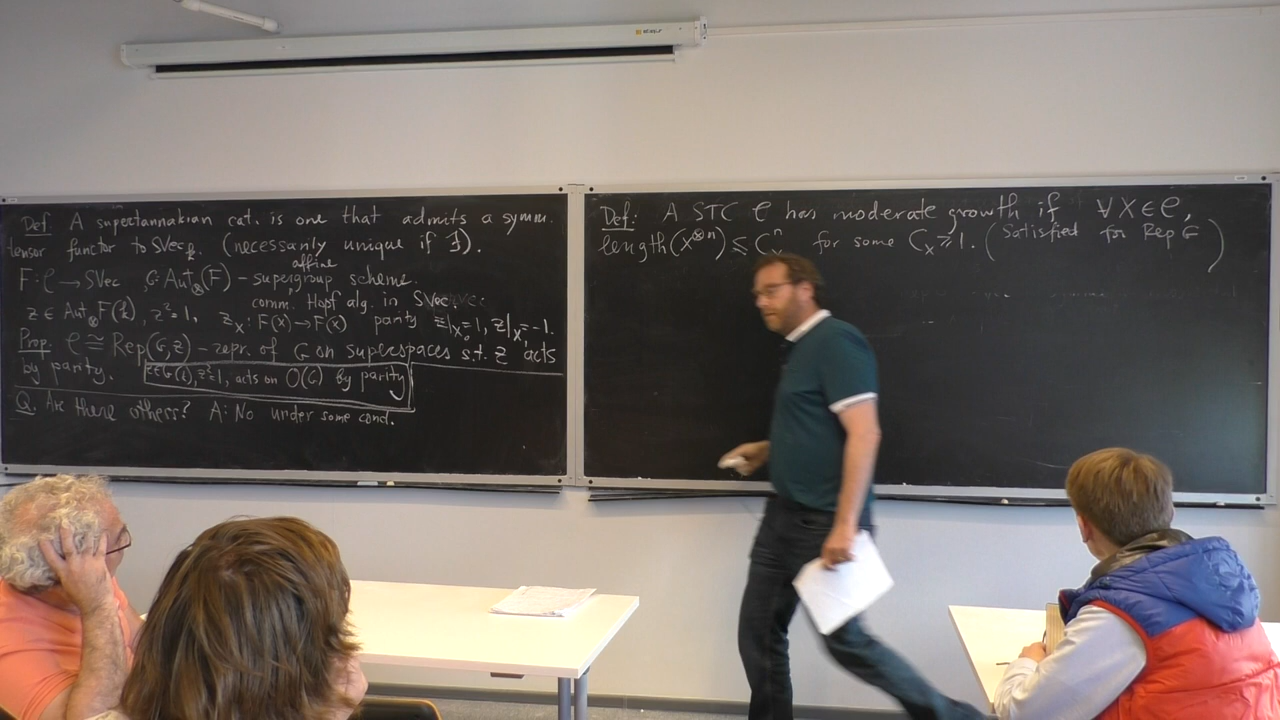 Def. A supertannakian cat. is one that admits a symm.
tensor functor to SVec_k. (necessarily unique if ∃).
F: C → SVec, G: Aut_⊗(F) – supergroup scheme.
affine
comm. Hopf alg. in SVec.
z ∈ Aut_⊗ F(k), z²=1, z_X: F(X) → F(X) parity z|_{X_0}=1, z|_{X_1}=-1.
Prop. C ≅ Rep(G,z) – repr. of G on superspaces s.t. z acts
by parity. z∈G(k), z²=1, acts on O(G) by parity
Q. Are there others? A: No under some cond.
Def: A STC C has moderate growth if ∀X∈C,
length(X^{⊗n}) ≤ C_X^n for some C_X ≥ 1. (Satisfied for Rep G)